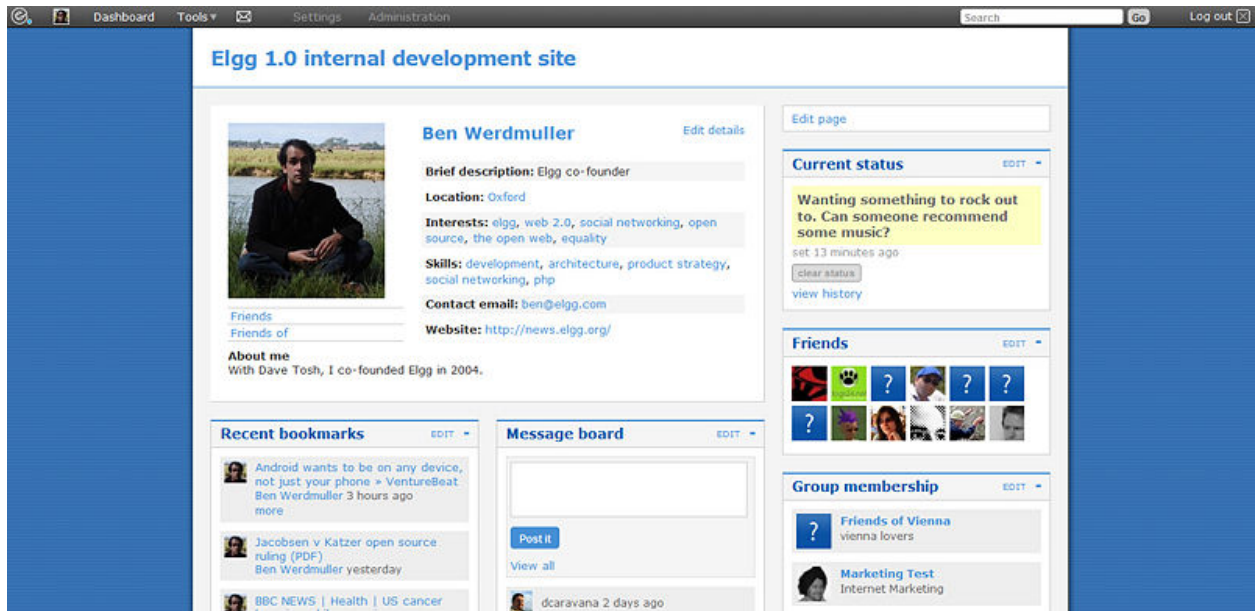 Dashboard Tools ▾ Settings Administration Search Go Log out
Elgg 1.0 internal development site
Ben Werdmuller
Edit details
Brief description: Elgg co-founder
Location: Oxford
Interests: elgg, web 2.0, social networking, open
source, the open web, equality
Skills: development, architecture, product strategy,
social networking, php
Contact email: ben@elgg.com
Website: http://news.elgg.org/
Friends
Friends of
About me
With Dave Tosh, I co-founded Elgg in 2004.
Recent bookmarks EDIT
Android wants to be on any device,
not just your phone » VentureBeat
Ben Werdmuller 3 hours ago
more
Jacobsen v Katzer open source
ruling (PDF)
Ben Werdmuller yesterday
BBC NEWS | Health | US cancer
Message board EDIT
Post it
View all
dcaravana 2 days ago
Edit page
Current status EDIT
Wanting something to rock out
to. Can someone recommend
some music?
set 13 minutes ago
clear status
view history
Friends EDIT
? ? ?
?
Group membership EDIT
?
Friends of Vienna
vienna lovers
Marketing Test
Internet Marketing